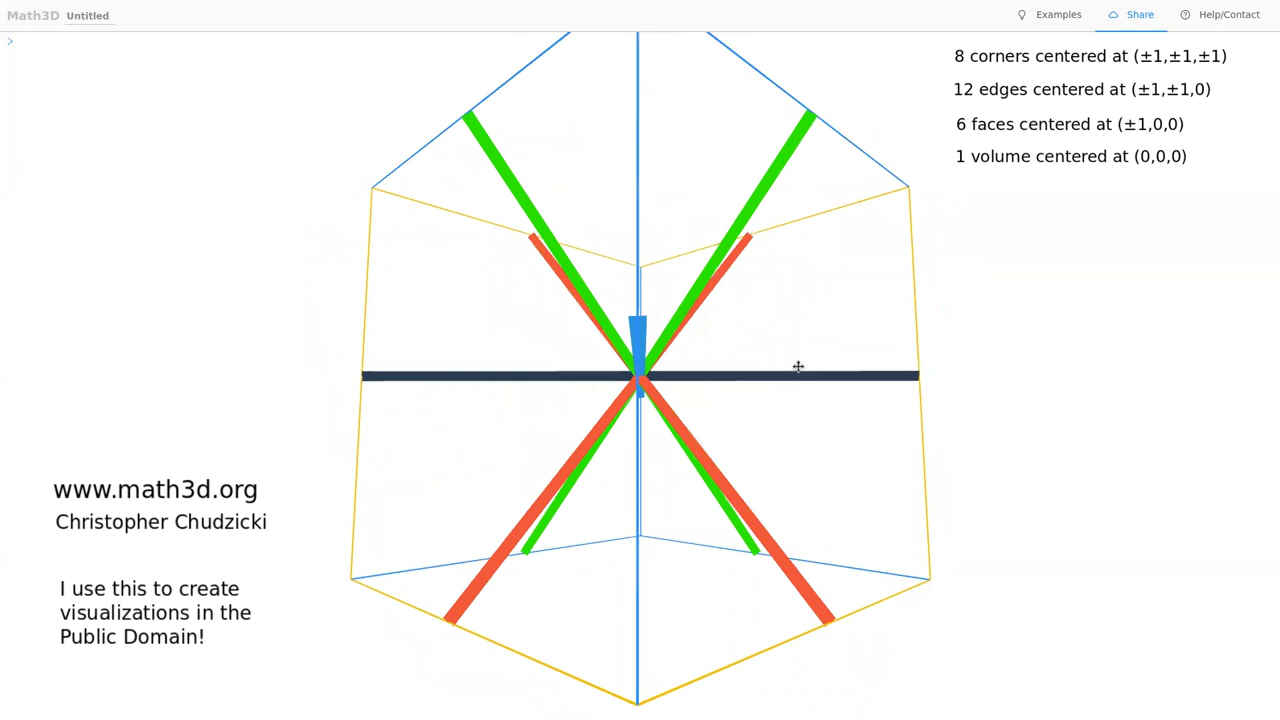 Math3D Untitled Examples Share Help/Contact
8 corners centered at (±1,±1,±1)
12 edges centered at (±1,±1,0)
6 faces centered at (±1,0,0)
1 volume centered at (0,0,0)
www.math3d.org
Christopher Chudzicki
I use this to create
visualizations in the
Public Domain!